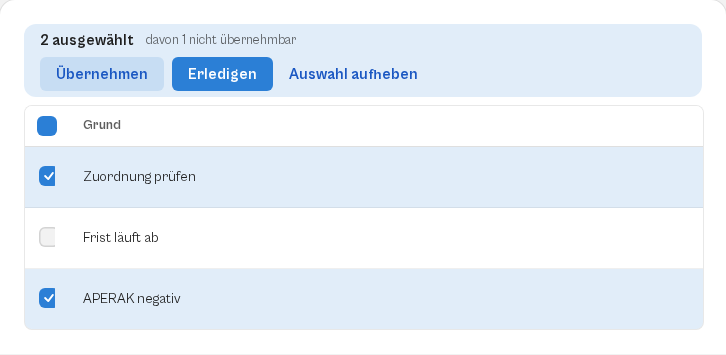 2 ausgewählt davon 1 nicht übernehmbar
Übernehmen Erledigen Auswahl aufheben
Grund
Zuordnung prüfen
Frist läuft ab
APERAK negativ